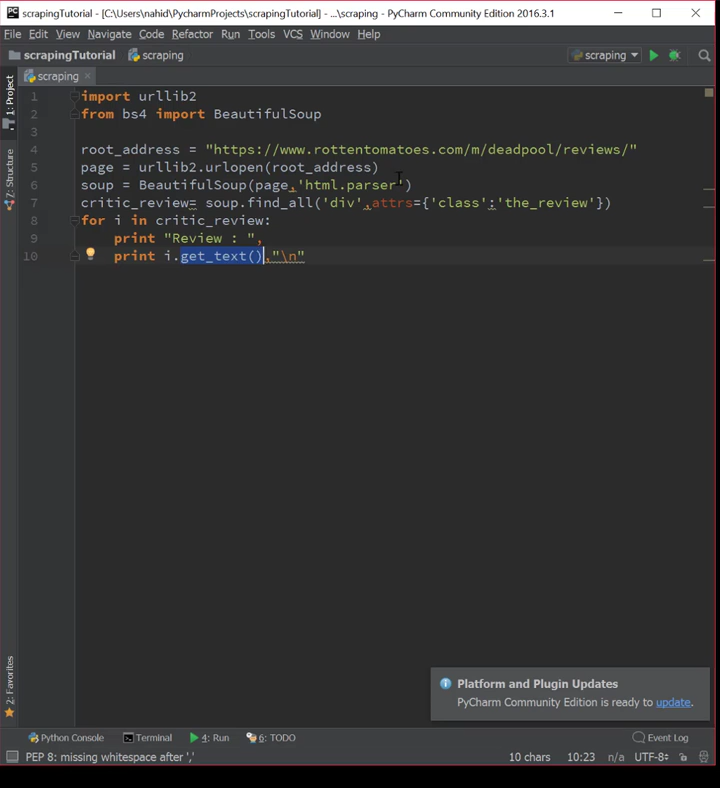 scrapingTutorial - [C:\Users\nahid\PycharmProjects\scrapingTutorial] - ...\scraping - PyCharm Community Edition 2016.3.1
File Edit View Navigate Code Refactor Run Tools VCS Window Help
scrapingTutorial scraping
scraping
scraping
1: Project
7: Structure
2: Favorites
1 import urllib2
2 from bs4 import BeautifulSoup
3
4 root_address = "https://www.rottentomatoes.com/m/deadpool/reviews/"
5 page = urllib2.urlopen(root_address)
6 soup = BeautifulSoup(page,'html.parser')
7 critic_review= soup.find_all('div',attrs={'class':'the_review'})
8 for i in critic_review:
9     print "Review : ",
10     print i.get_text(),"\n"
Platform and Plugin Updates
PyCharm Community Edition is ready to update.
Python Console Terminal 4: Run 6: TODO Event Log
PEP 8: missing whitespace after ',' 10 chars 10:23 n/a UTF-8